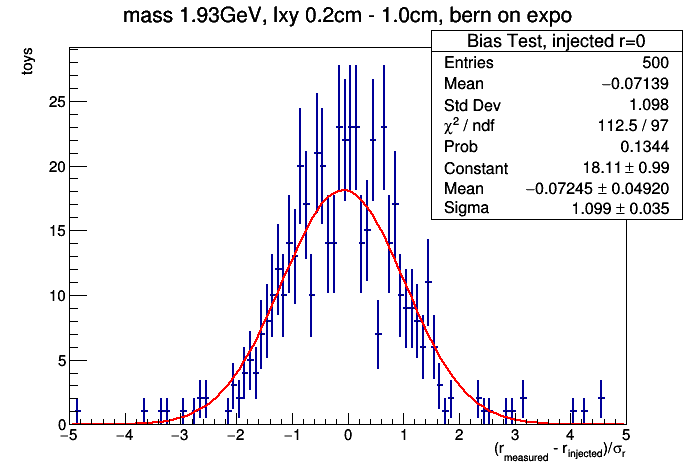 mass 1.93GeV, lxy 0.2cm - 1.0cm, bern on expo
Bias Test, injected r=0
Entries 500
Mean −0.07139
Std Dev 1.098
χ² / ndf 112.5 / 97
Prob 0.1344
Constant 18.11 ± 0.99
Mean −0.07245 ± 0.04920
Sigma 1.099 ± 0.035
toys
25
20
15
10
5
0
−5 −4 −3 −2 −1 0 1 2 3 4 5
(r_measured - r_injected)/σ_r